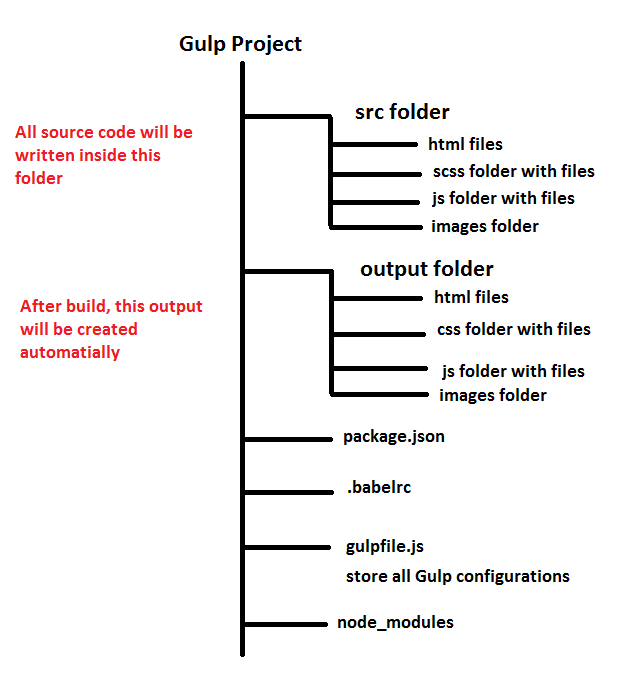 Gulp Project
src folder
All source code will be
written inside this
folder
html files
scss folder with files
js folder with files
images folder
output folder
After build, this output
will be created
automatially
html files
css folder with files
js folder with files
images folder
package.json
.babelrc
gulpfile.js
store all Gulp configurations
node_modules